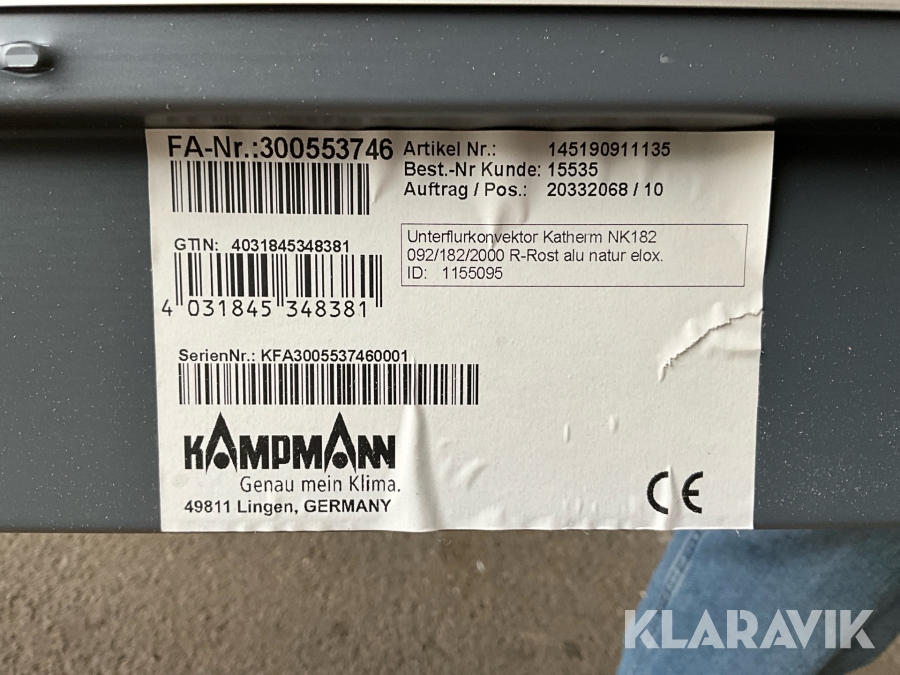 FA-Nr.:300553746
Artikel Nr.: 145190911135
Best.-Nr Kunde: 15535
Auftrag / Pos.: 20332068 / 10
Unterflurkonvektor Katherm NK182
092/182/2000 R-Rost alu natur elox.
ID: 1155095
GTIN: 4031845348381
4 031845 348381
SerienNr.: KFA3005537460001
KAMPMANN
Genau mein Klima.
49811 Lingen, GERMANY
CE
KLARAVIK